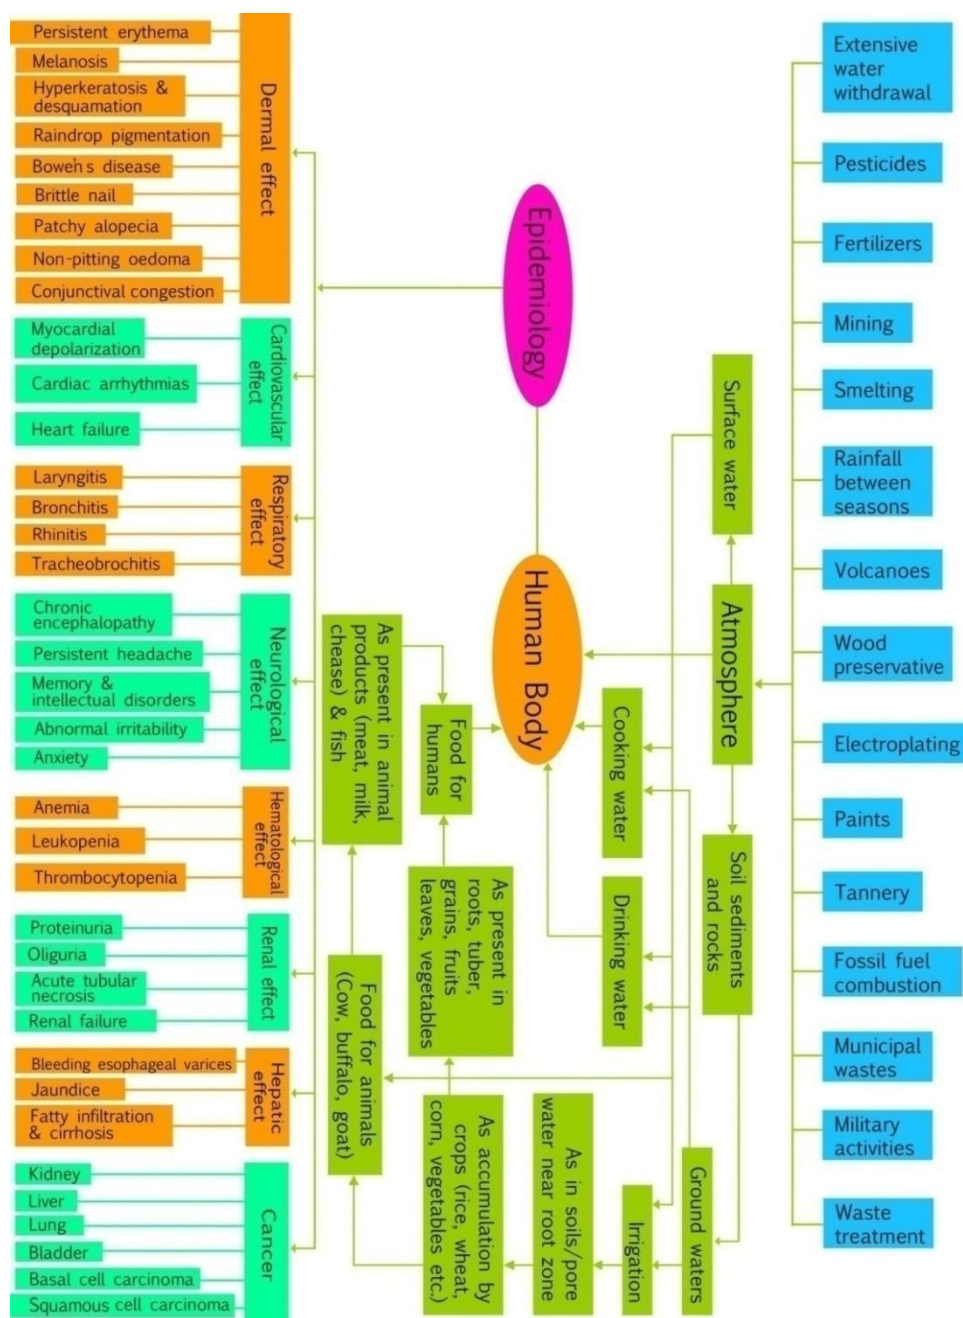 Persistent erythema
Melanosis
Hyperkeratosis &
desquamation
Raindrop pigmentation
Bowen's disease
Brittle nail
Patchy alopecia
Non-pitting oedoma
Conjunctival congestion
Dermal effect
Myocardial
depolarization
Cardiac arrhythmias
Heart failure
Cardiovascular
effect
Laryngitis
Bronchitis
Rhinitis
Tracheobrochitis
Respiratory
effect
Chronic
encephalopathy
Persistent headache
Memory &
intellectual disorders
Abnormal irritability
Anxiety
Neurological
effect
Anemia
Leukopenia
Thrombocytopenia
Hematological
effect
Proteinuria
Oliguria
Acute tubular
necrosis
Renal failure
Renal effect
Bleeding esophageal varices
Jaundice
Fatty infiltration
& cirrhosis
Hepatic
effect
Kidney
Liver
Lung
Bladder
Basal cell carcinoma
Squamous cell carcinoma
Cancer
Epidemiology
Human Body
As present in animal
products (meat, milk,
chease) & fish
Food for
humans
As present in
roots, tuber,
grains, fruits
leaves, vegetables
Food for animals
(Cow, buffalo, goat)
As accumulation by
crops (rice, wheat,
corn, vegetables etc.)
As in soils/pore
water near root zone
Irrigation
Ground waters
Cooking water
Drinking water
Surface water
Atmosphere
Soil sediments
and rocks
Extensive
water
withdrawal
Pesticides
Fertilizers
Mining
Smelting
Rainfall
between
seasons
Volcanoes
Wood
preservative
Electroplating
Paints
Tannery
Fossil fuel
combustion
Municipal
wastes
Military
activities
Waste
treatment